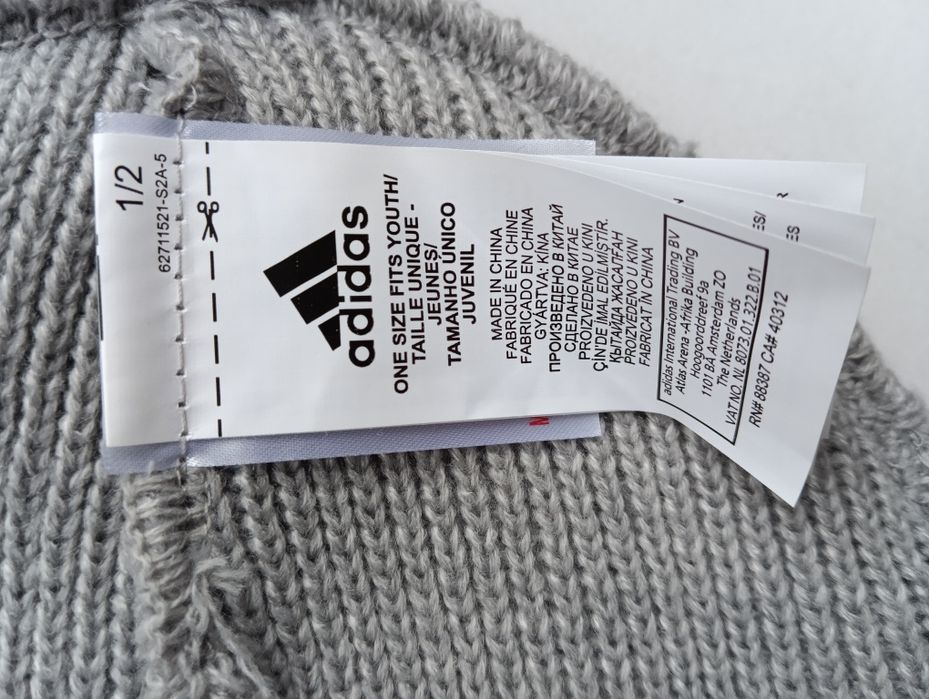 1/2
62711521-S2A-5
adidas
ONE SIZE FITS YOUTH/
TAILLE UNIQUE -
JEUNES/
TAMANHO ÚNICO
JUVENIL
MADE IN CHINA
FABRIQUÉ EN CHINE
FABRICADO EN CHINA
GYÁRTVA: KÍNA
ПРОИЗВЕДЕНО В КИТАЙ
СДЕЛАНО В КИТАЕ
PROIZVEDENO U KINI
ÇİN'DE İMAL EDİLMİŞTİR.
ҚЫТАЙДА ЖАСАЛҒАН
PROIZVEDENO U KINI
FABRICAT ÎN CHINA
adidas International Trading BV
Atlas Arena -Afrika Building
Hoogoorddreef 9a
1101 BA Amsterdam ZO
The Netherlands
VAT NO. NL 8073.01.322.B.01
RN# 88387 CA# 40312
ES/
ES